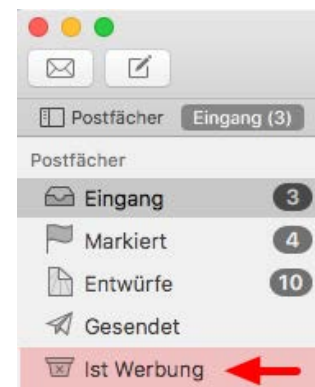 Postfächer Eingang (3)
Postfächer
Eingang 3
Markiert 4
Entwürfe 10
Gesendet
Ist Werbung